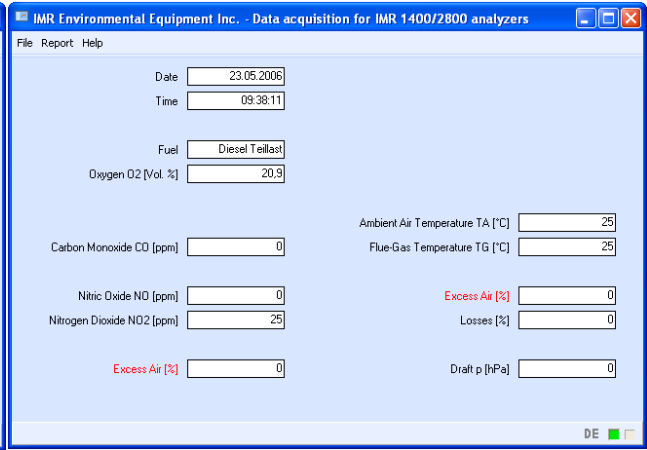 IMR Environmental Equipment Inc. - Data acquisition for IMR 1400/2800 analyzers
File Report Help
Date 23.05.2006
Time 09:38:11
Fuel Diesel Teillast
Oxygen O2 [Vol. %] 20,9
Ambient Air Temperature TA [°C] 25
Carbon Monoxide CO [ppm] 0 Flue-Gas Temperature TG [°C] 25
Nitric Oxide NO [ppm] 0 Excess Air [%] 0
Nitrogen Dioxide NO2 [ppm] 25 Losses [%] 0
Excess Air [%] 0 Draft p [hPa] 0
DE